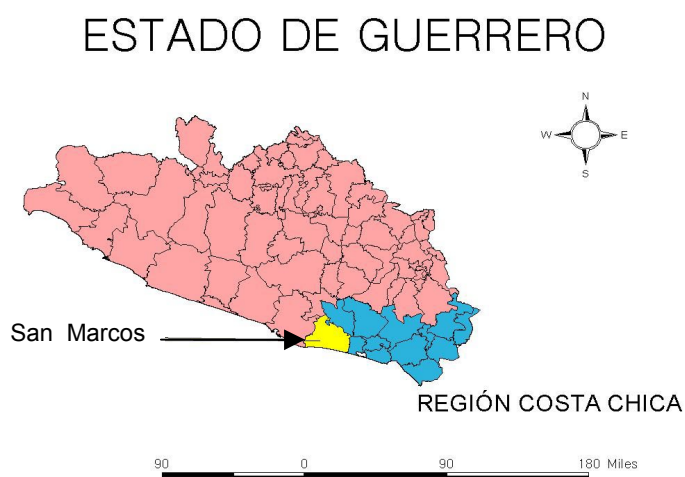 ESTADO DE GUERRERO
N
W E
S
San Marcos
REGIÓN COSTA CHICA
90 0 90 180 Miles